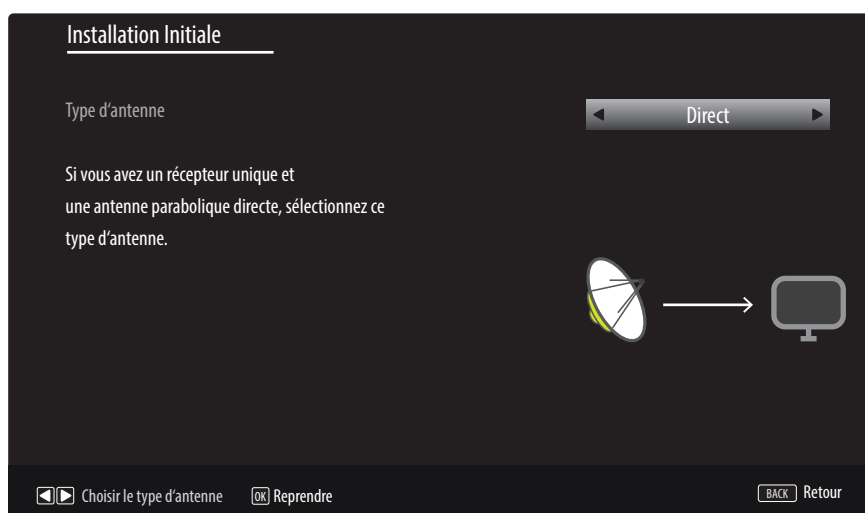 Installation Initiale
Type d‘antenne
Direct
Si vous avez un récepteur unique et
une antenne parabolique directe, sélectionnez ce
type d‘antenne.
Choisir le type d‘antenne OK Reprendre BACK Retour